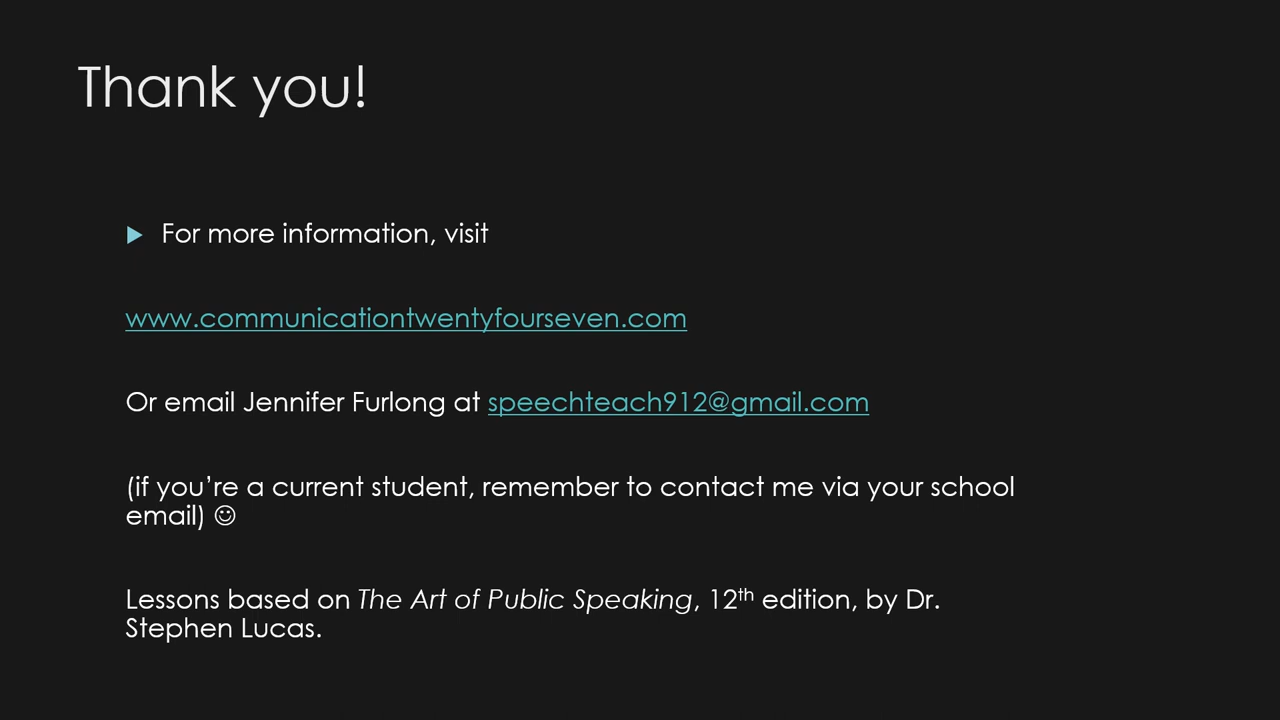 Thank you!
For more information, visit
www.communicationtwentyfourseven.com
Or email Jennifer Furlong at speechteach912@gmail.com
(if you’re a current student, remember to contact me via your school
email) ☺
Lessons based on The Art of Public Speaking, 12th edition, by Dr.
Stephen Lucas.